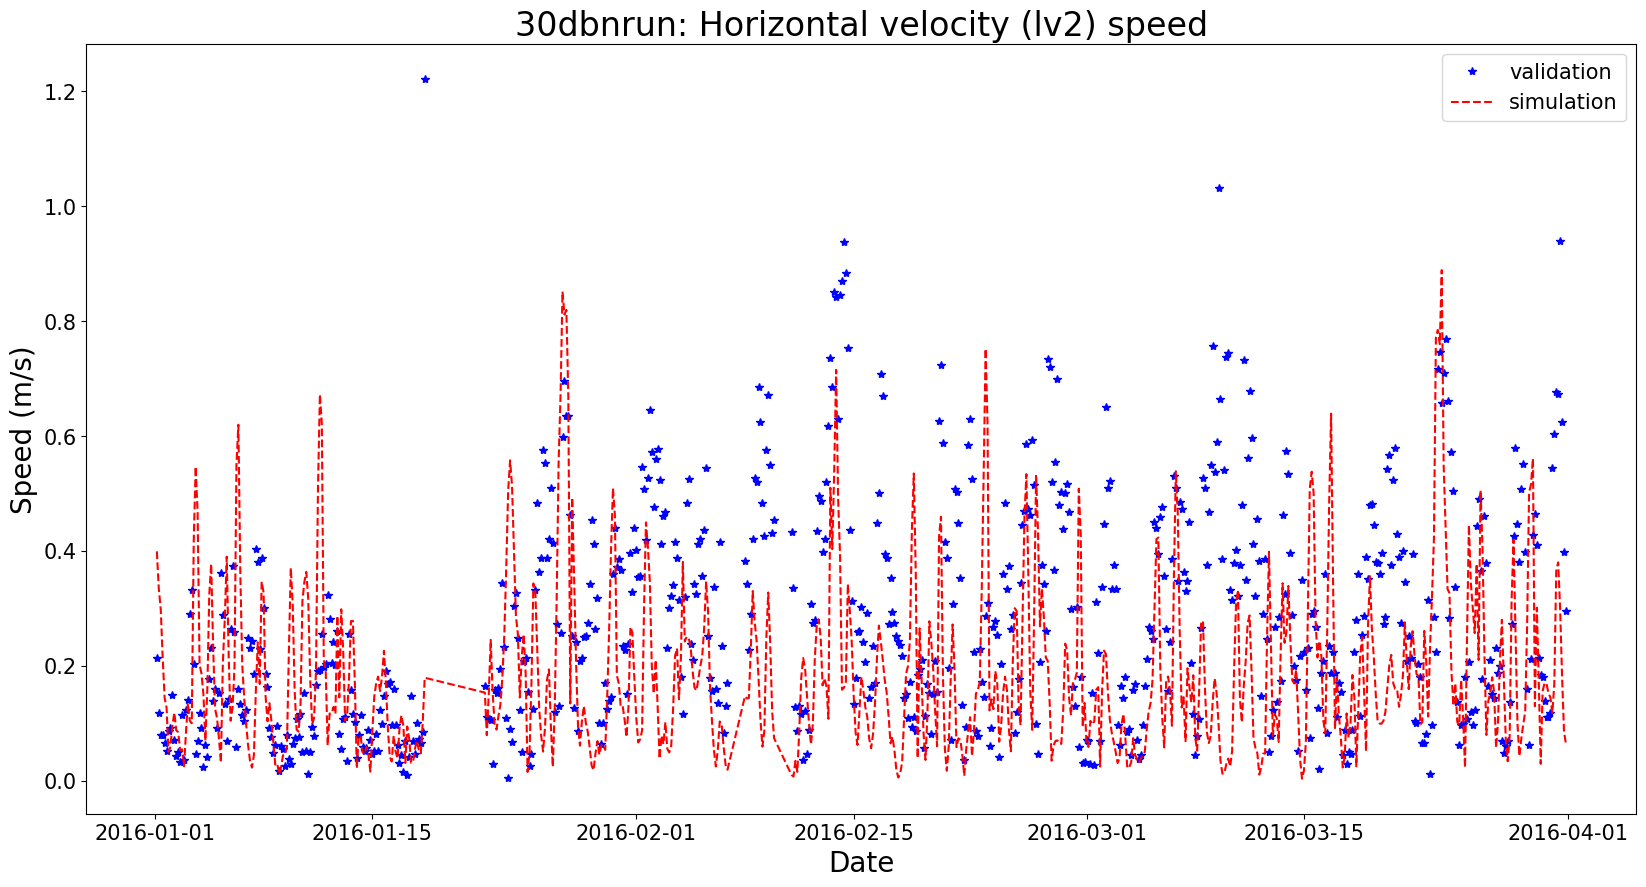 30dbnrun: Horizontal velocity (lv2) speed
validation
simulation
Speed (m/s)
1.2
1.0
0.8
0.6
0.4
0.2
0.0
2016-01-01 2016-01-15 2016-02-01 2016-02-15 2016-03-01 2016-03-15 2016-04-01
Date